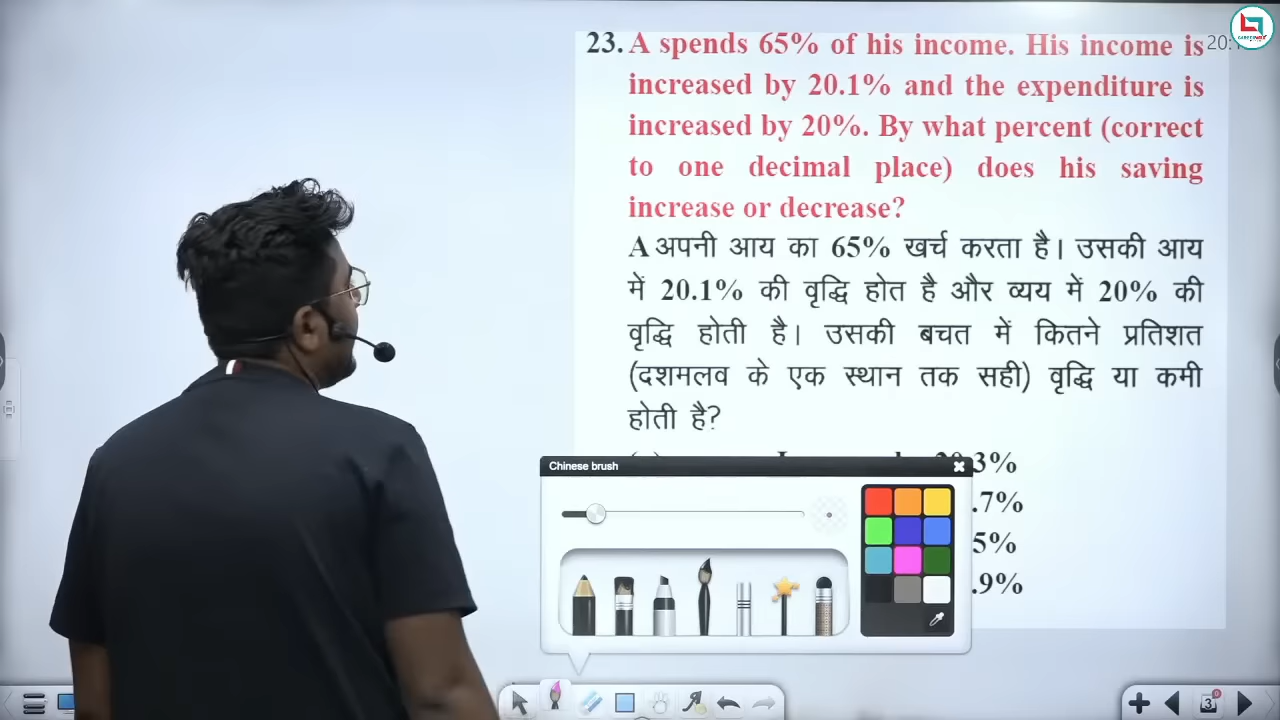 23. A spends 65% of his income. His income is
increased by 20.1% and the expenditure is
increased by 20%. By what percent (correct
to one decimal place) does his saving
increase or decrease?
A अपनी आय का 65% खर्च करता है। उसकी आय
में 20.1% की वृद्धि होत है और व्यय में 20% की
वृद्धि होती है। उसकी बचत में कितने प्रतिशत
(दशमलव के एक स्थान तक सही) वृद्धि या कमी
होती है?
3%
.7%
5%
.9%
Chinese brush
3